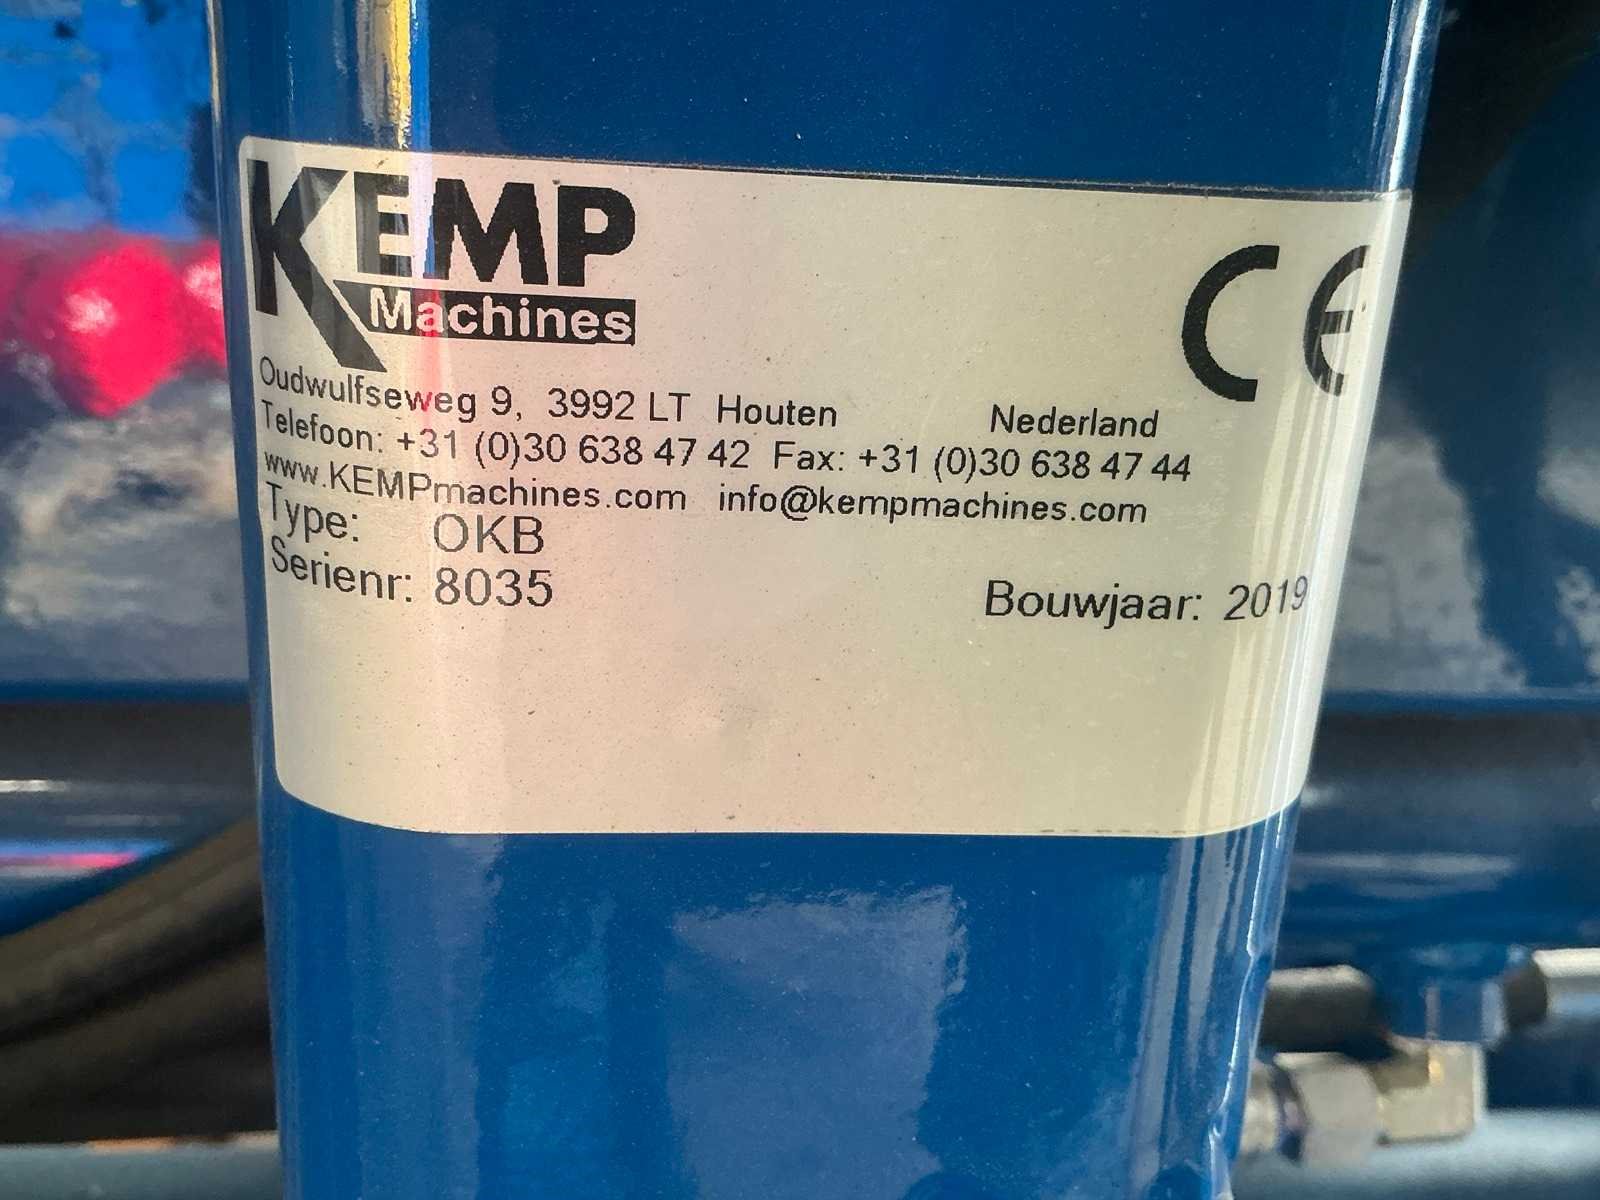 KEMP
Machines
CE
Oudwulfseweg 9, 3992 LT Houten Nederland
Telefoon: +31 (0)30 638 47 42 Fax: +31 (0)30 638 47 44
www.KEMPmachines.com info@kempmachines.com
Type: OKB
Serienr: 8035 Bouwjaar: 2019